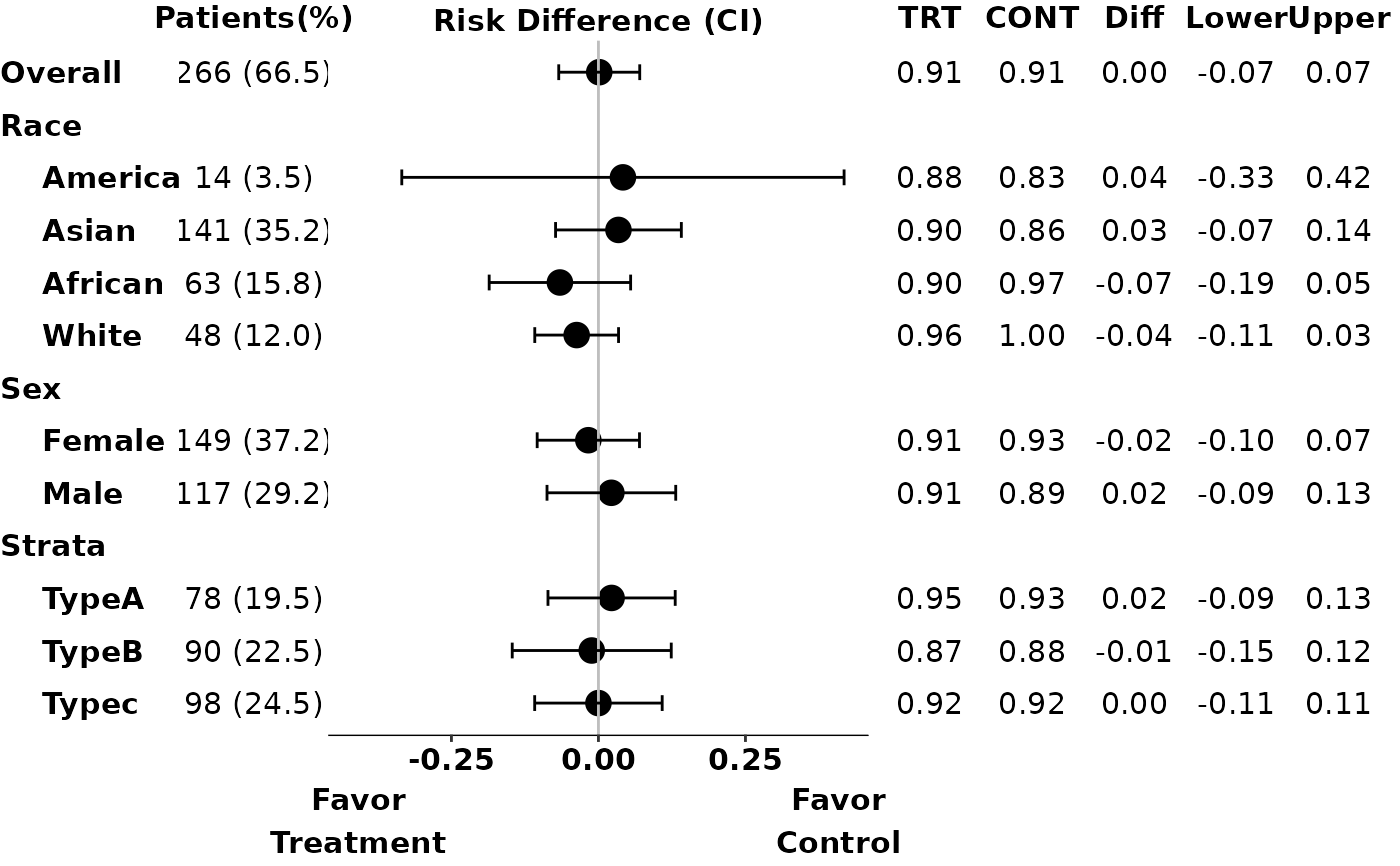 Patients(%) Risk Difference (CI) TRT CONT Diff Lower Upper
Overall 266 (66.5) 0.91 0.91 0.00 -0.07 0.07
Race
America 14 (3.5) 0.88 0.83 0.04 -0.33 0.42
Asian 141 (35.2) 0.90 0.86 0.03 -0.07 0.14
African 63 (15.8) 0.90 0.97 -0.07 -0.19 0.05
White 48 (12.0) 0.96 1.00 -0.04 -0.11 0.03
Sex
Female 149 (37.2) 0.91 0.93 -0.02 -0.10 0.07
Male 117 (29.2) 0.91 0.89 0.02 -0.09 0.13
Strata
TypeA 78 (19.5) 0.95 0.93 0.02 -0.09 0.13
TypeB 90 (22.5) 0.87 0.88 -0.01 -0.15 0.12
Typec 98 (24.5) 0.92 0.92 0.00 -0.11 0.11
-0.25 0.00 0.25
Favor Favor
Treatment Control